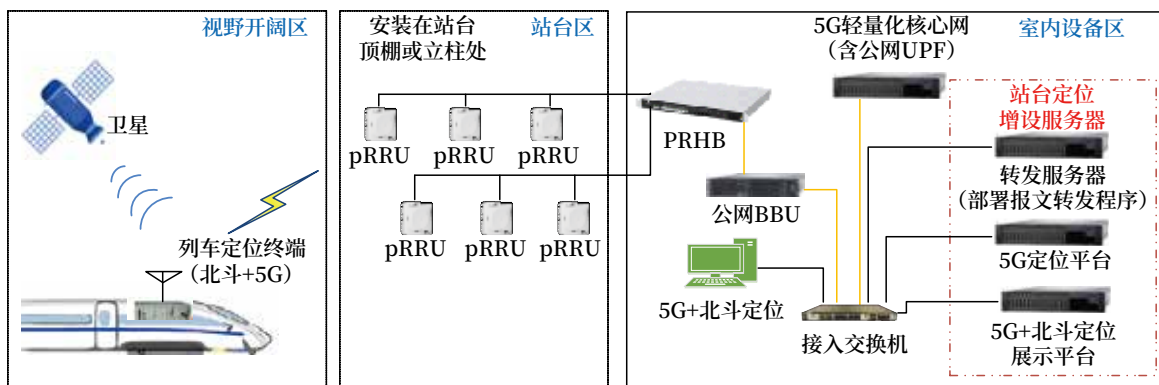 视野开阔区
卫星
列车定位终端
(北斗+5G)
安装在站台
顶棚或立柱处
站台区
pRRU
pRRU
pRRU
pRRU
pRRU
pRRU
5G轻量化核心网
(含公网UPF)
室内设备区
PRHB
公网BBU
5G+北斗定位
接入交换机
站台定位
增设服务器
转发服务器
(部署报文转发程序)
5G定位平台
5G+北斗定位
展示平台